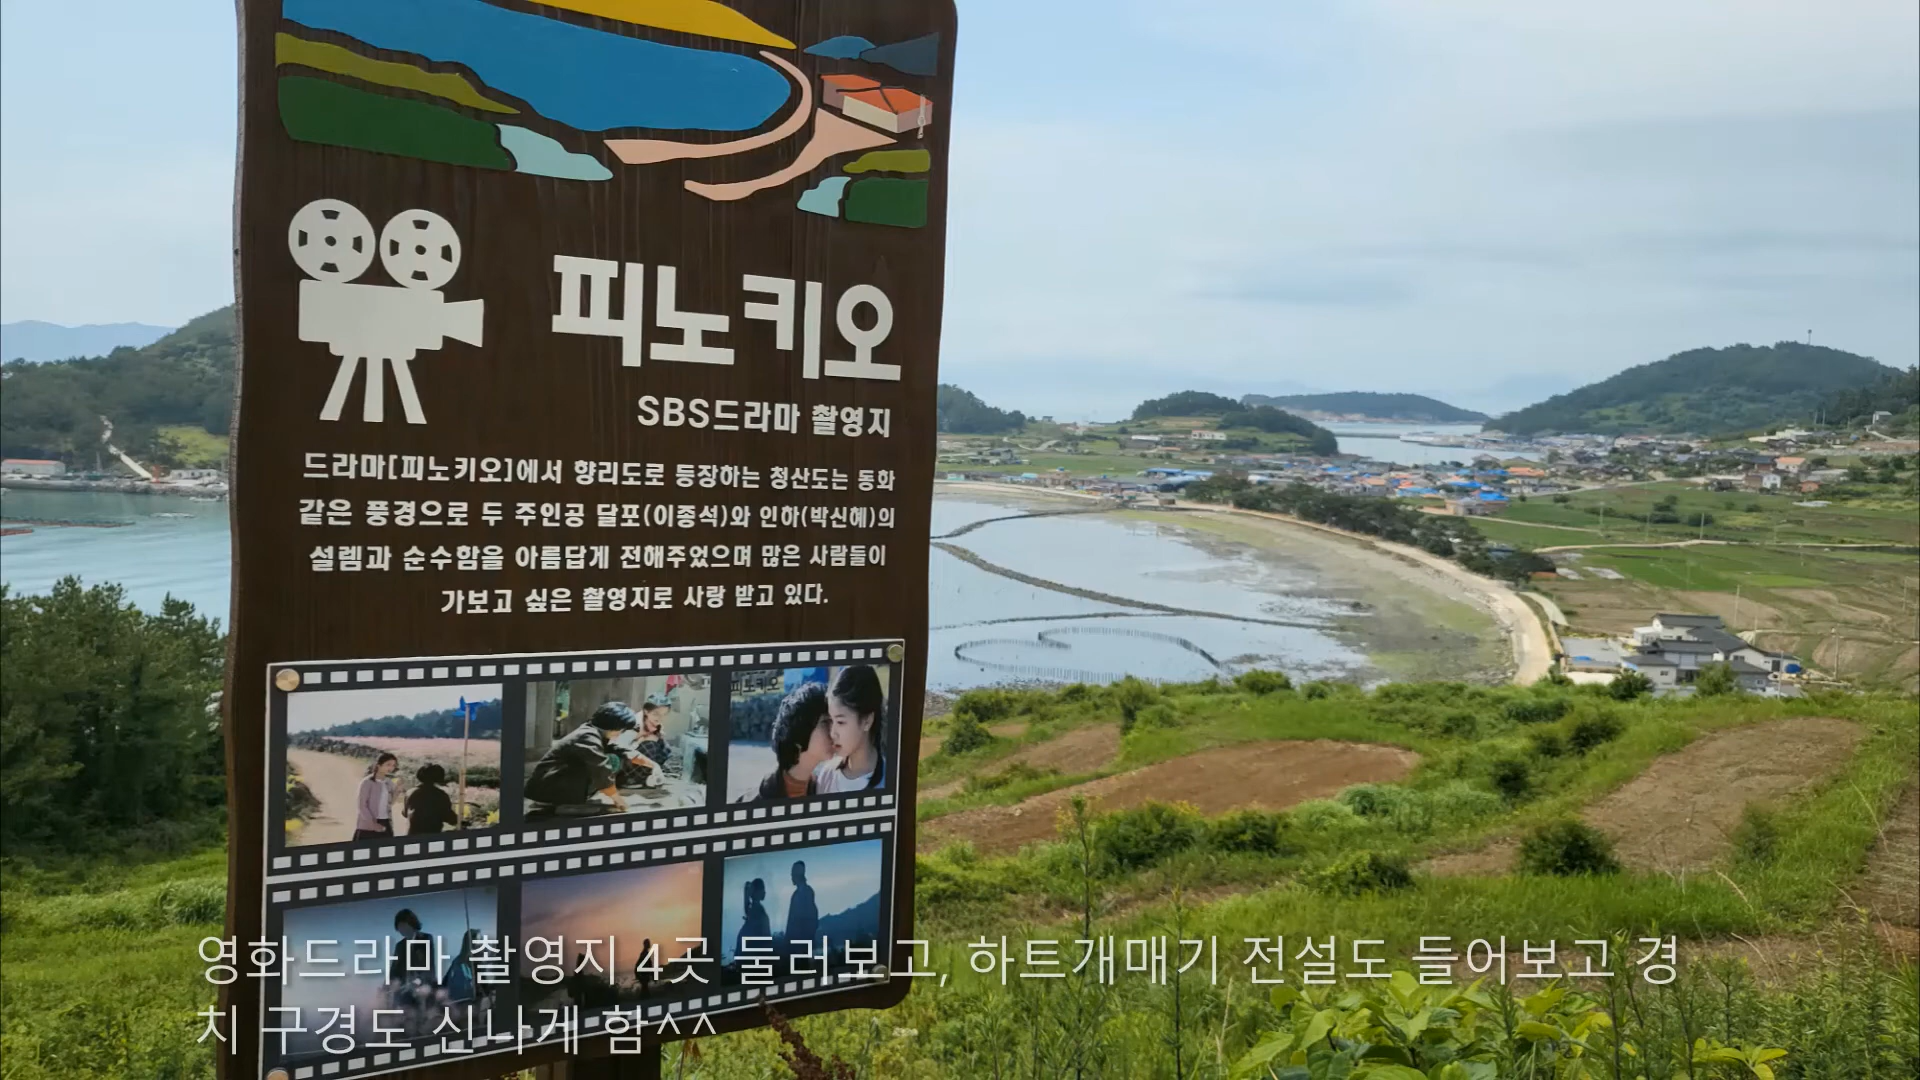 피노키오
SBS드라마 촬영지
드라마[피노키오]에서 향리도로 등장하는 청산도는 동화
같은 풍경으로 두 주인공 달포(이종석)와 인하(박신혜)의
설렘과 순수함을 아름답게 전해주었으며 많은 사람들이
가보고 싶은 촬영지로 사랑 받고 있다.
피노키오
영화드라마 촬영지 4곳 둘러보고, 하트개매기 전설도 들어보고 경
치 구경도 신나게 함^^